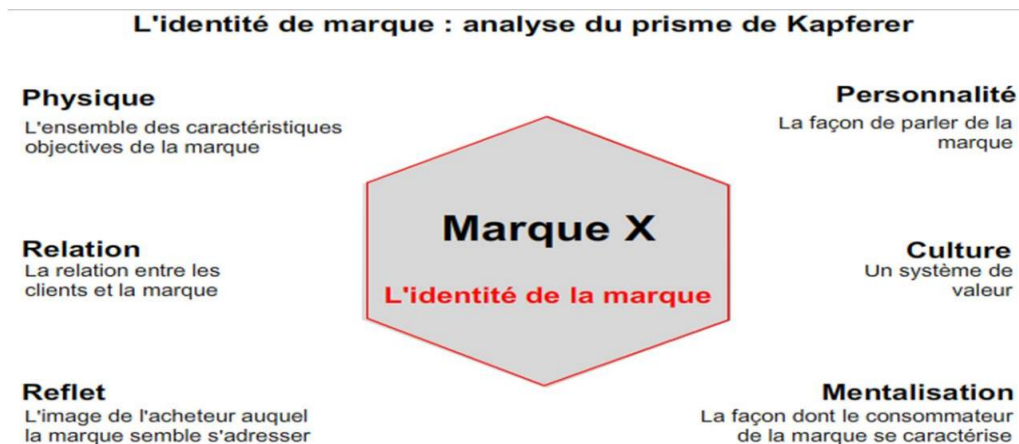 L'identité de marque : analyse du prisme de Kapferer
Physique
L'ensemble des caractéristiques
objectives de la marque
Personnalité
La façon de parler de la
marque
Marque X
L'identité de la marque
Relation
La relation entre les
clients et la marque
Culture
Un système de
valeur
Reflet
L'image de l'acheteur auquel
la marque semble s'adresser
Mentalisation
La façon dont le consommateur
de la marque se caractérise